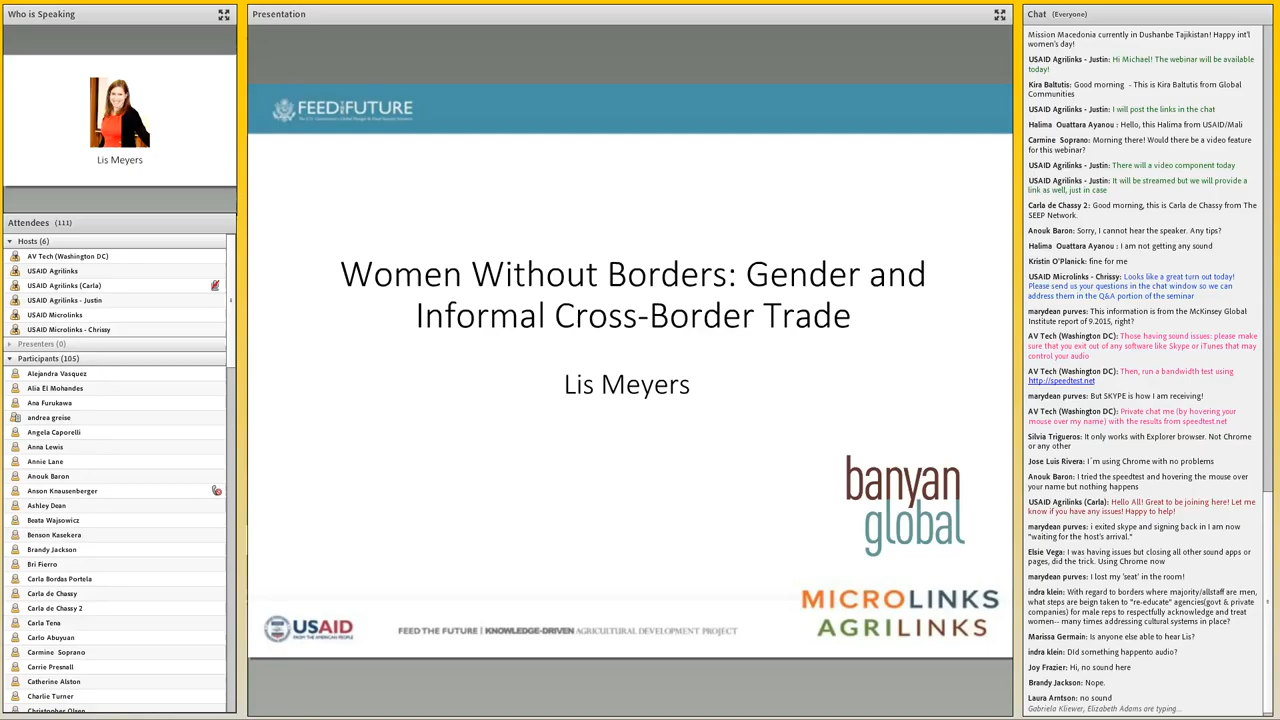 Who is Speaking
Lis Meyers
Attendees (111)
Hosts (6)
AV Tech (Washington DC)
USAID Agrilinks
USAID Agrilinks (Carla)
USAID Agrilinks - Justin
USAID Microlinks
USAID Microlinks - Chrissy
Presenters (0)
Participants (105)
Alejandra Vasquez
Alia El Mohandes
Ana Furukawa
andrea greise
Angela Caporelli
Anna Lewis
Annie Lane
Anouk Baron
Anson Knausenberger
Ashley Dean
Beata Wajsowicz
Benson Kasekera
Brandy Jackson
Bri Fierro
Carla Bordas Portela
Carla de Chassy
Carla de Chassy 2
Carla Tena
Carlo Abuyuan
Carmine Soprano
Carrie Presnall
Catherine Alston
Charlie Turner
Christopher Olsen
Presentation
FEED THE FUTURE
Women Without Borders: Gender and
Informal Cross-Border Trade
Lis Meyers
banyan
global
MICROLINKS
AGRILINKS
USAID
FROM THE AMERICAN PEOPLE
FEED THE FUTURE | KNOWLEDGE-DRIVEN AGRICULTURAL DEVELOPMENT PROJECT
Chat (Everyone)
Mission Macedonia currently in Dushanbe Tajikistan! Happy int'l
women's day!
USAID Agrilinks - Justin: Hi Michael! The webinar will be available
today!
Kira Baltutis: Good morning - This is Kira Baltutis from Global
Communities
USAID Agrilinks - Justin: I will post the links in the chat
Halima Ouattara Ayanou : Hello, this Halima from USAID/Mali
Carmine Soprano: Morning there! Would there be a video feature
for this webinar?
USAID Agrilinks - Justin: There will a video component today
USAID Agrilinks - Justin: It will be streamed but we will provide a
link as well, just in case
Carla de Chassy 2: Good morning, this is Carla de Chassy from The
SEEP Network.
Anouk Baron: Sorry, I cannot hear the speaker. Any tips?
Halima Ouattara Ayanou : I am not getting any sound
Kristin O'Planick: fine for me
USAID Microlinks - Chrissy: Looks like a great turn out today!
Please send us your questions in the chat window so we can
address them in the Q&A portion of the seminar
marydean purves: This information is from the McKinsey Global
Institute report of 9.2015, right?
AV Tech (Washington DC): Those having sound issues: please make
sure that you exit out of any software like Skype or iTunes that may
control your audio
AV Tech (Washington DC): Then, run a bandwidth test using
http://speedtest.net
marydean purves: But SKYPE is how I am receiving!
AV Tech (Washington DC): Private chat me (by hovering your
mouse over my name) with the results from speedtest.net
Silvia Trigueros: It only works with Explorer browser. Not Chrome
or any other
Jose Luis Rivera: I´m using Chrome with no problems
Anouk Baron: I tried the speedtest and hovering the mouse over
your name but nothing happens
USAID Agrilinks (Carla): Hello All! Great to be joining here! Let me
know if you have any issues! Happy to help!
marydean purves: i exited skype and signing back in I am now
"waiting for the host's arrival."
Elsie Vega: I was having issues but closing all other sound apps or
pages, did the trick. Using Chrome now
marydean purves: I lost my 'seat' in the room!
indra klein: With regard to borders where majority/allstaff are men,
what steps are beign taken to "re-educate" agencies(govt & private
companies) for male reps to respectfully acknowledge and treat
women-- many times addressing cultural systems in place?
Marissa Germain: Is anyone else able to hear Lis?
indra klein: DId something happento audio?
Joy Frazier: Hi, no sound here
Brandy Jackson: Nope.
Laura Arntson: no sound
Gabriela Kliewer, Elizabeth Adams are typing...